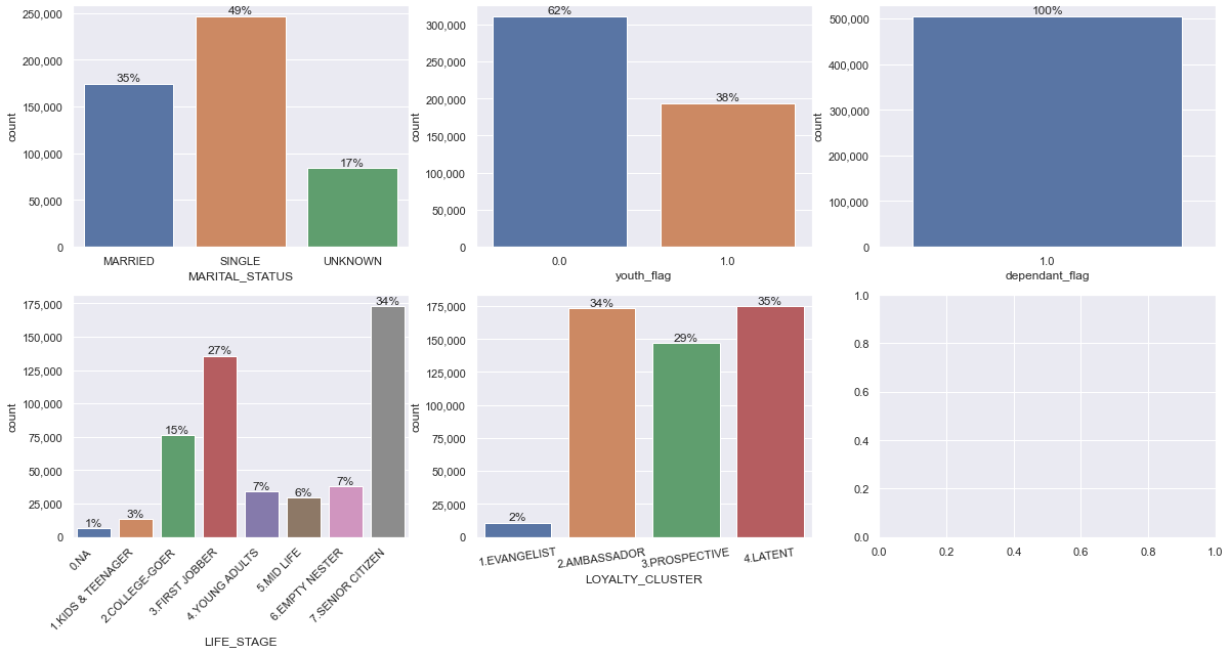 250,000
200,000
150,000
100,000
50,000
0
count
35%
49%
17%
MARRIED
SINGLE
UNKNOWN
MARITAL_STATUS
300,000
250,000
200,000
150,000
100,000
50,000
0
count
62%
38%
0.0
1.0
youth_flag
500,000
400,000
300,000
200,000
100,000
0
count
100%
1.0
dependant_flag
175,000
150,000
125,000
100,000
75,000
50,000
25,000
0
count
1%
3%
15%
27%
7%
6%
7%
34%
0.NA
1.KIDS & TEENAGER
2.COLLEGE-GOER
3.FIRST JOBBER
4.YOUNG ADULTS
5.MID LIFE
6.EMPTY NESTER
7.SENIOR CITIZEN
LIFE_STAGE
175,000
150,000
125,000
100,000
75,000
50,000
25,000
0
count
2%
34%
29%
35%
1.EVANGELIST
2.AMBASSADOR
3.PROSPECTIVE
4.LATENT
LOYALTY_CLUSTER
1.0
0.8
0.6
0.4
0.2
0.0
0.0
0.2
0.4
0.6
0.8
1.0